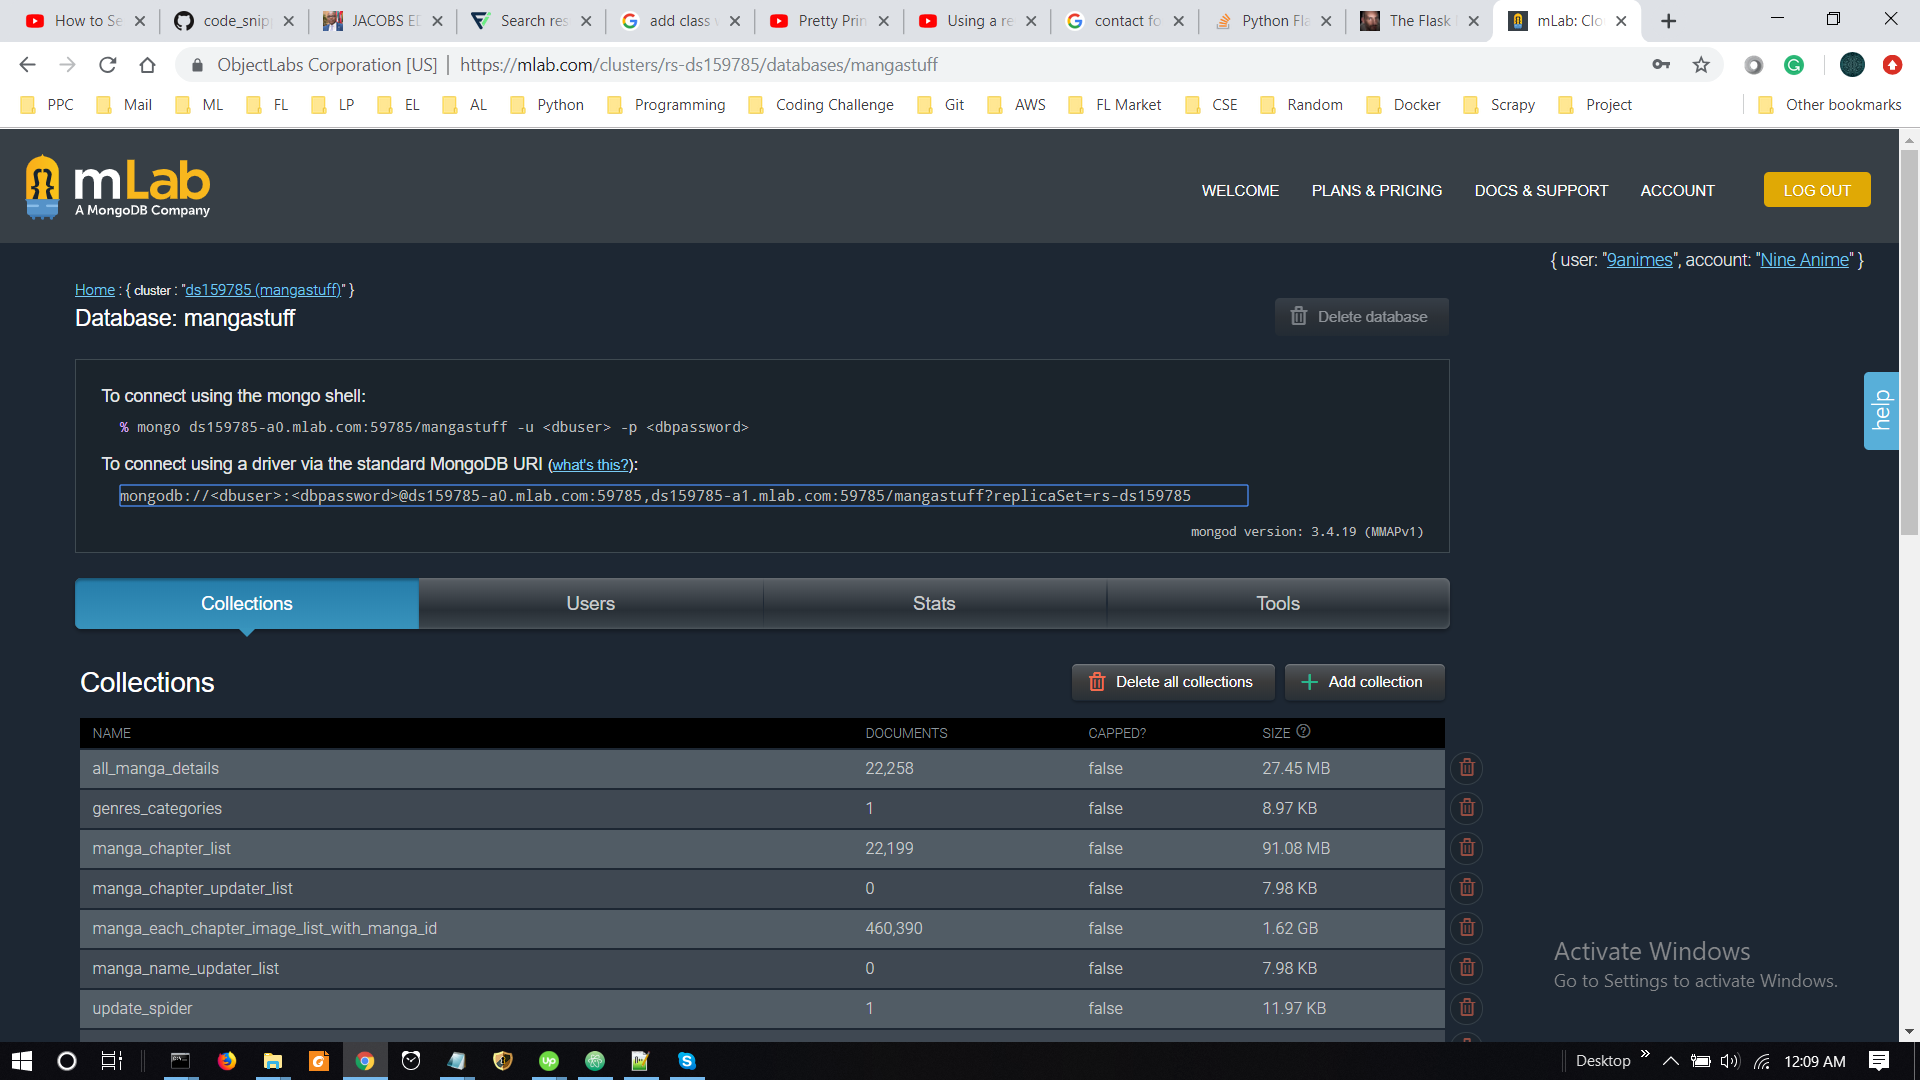 How to Se
code_snip
JACOBS ED
Search res
add class
Pretty Prin
Using a re
contact fo
Python Fla
The Flask
mLab: Clo
ObjectLabs Corporation [US] | https://mlab.com/clusters/rs-ds159785/databases/mangastuff
PPC Mail ML FL LP EL AL Python Programming Coding Challenge Git AWS FL Market CSE Random Docker Scrapy Project Other bookmarks
mLab
A MongoDB Company
WELCOME PLANS & PRICING DOCS & SUPPORT ACCOUNT LOG OUT
{ user: "9animes", account: "Nine Anime" }
Home : { cluster : "ds159785 (mangastuff)" }
Database: mangastuff
Delete database
To connect using the mongo shell:
% mongo ds159785-a0.mlab.com:59785/mangastuff -u <dbuser> -p <dbpassword>
To connect using a driver via the standard MongoDB URI (what's this?):
mongodb://<dbuser>:<dbpassword>@ds159785-a0.mlab.com:59785,ds159785-a1.mlab.com:59785/mangastuff?replicaSet=rs-ds159785
mongod version: 3.4.19 (MMAPv1)
help
Collections Users Stats Tools
Collections
Delete all collections
Add collection
NAME DOCUMENTS CAPPED? SIZE
all_manga_details 22,258 false 27.45 MB
genres_categories 1 false 8.97 KB
manga_chapter_list 22,199 false 91.08 MB
manga_chapter_updater_list 0 false 7.98 KB
manga_each_chapter_image_list_with_manga_id 460,390 false 1.62 GB
manga_name_updater_list 0 false 7.98 KB
update_spider 1 false 11.97 KB
Activate Windows
Go to Settings to activate Windows.
Desktop 12:09 AM